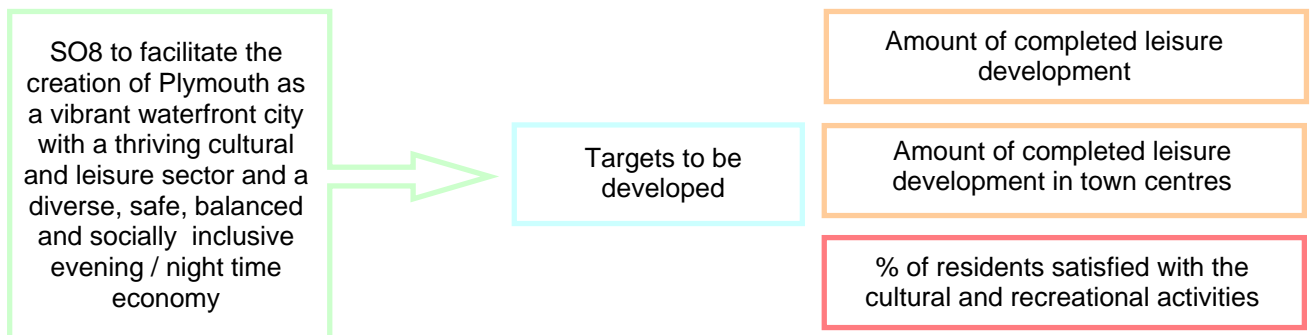 SO8 to facilitate the
creation of Plymouth as
a vibrant waterfront city
with a thriving cultural
and leisure sector and a
diverse, safe, balanced
and socially inclusive
evening / night time
economy
Targets to be
developed
Amount of completed leisure
development
Amount of completed leisure
development in town centres
% of residents satisfied with the
cultural and recreational activities